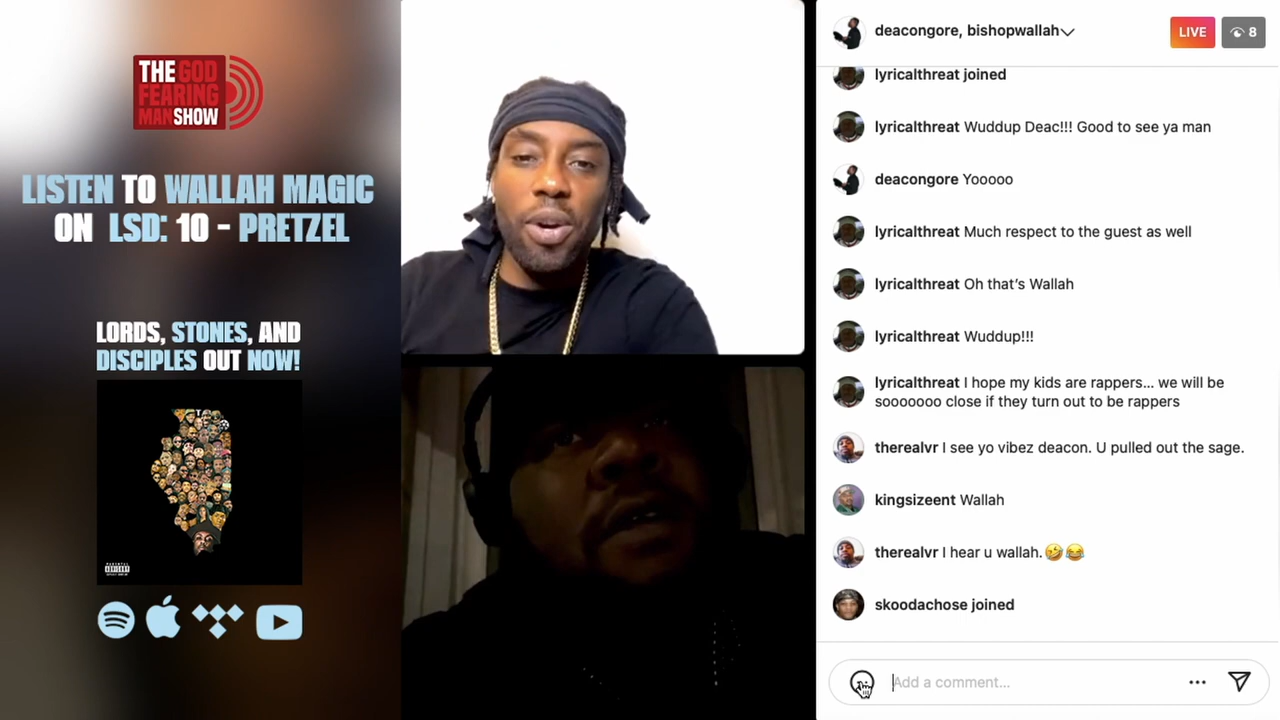 THE GOD
FEARING
MAN SHOW
LISTEN TO WALLAH MAGIC
ON LSD: 10 - PRETZEL
LORDS, STONES, AND
DISCIPLES OUT NOW!
PARENTAL
ADVISORY
deacongore, bishopwallah
LIVE
8
lyricalthreat joined
lyricalthreat Wuddup Deac!!! Good to see ya man
deacongore Yooooo
lyricalthreat Much respect to the guest as well
lyricalthreat Oh that’s Wallah
lyricalthreat Wuddup!!!
lyricalthreat I hope my kids are rappers... we will be
sooooooo close if they turn out to be rappers
therealvr I see yo vibez deacon. U pulled out the sage.
kingsizeent Wallah
therealvr I hear u wallah. 🤣😂
skoodachose joined
Add a comment...